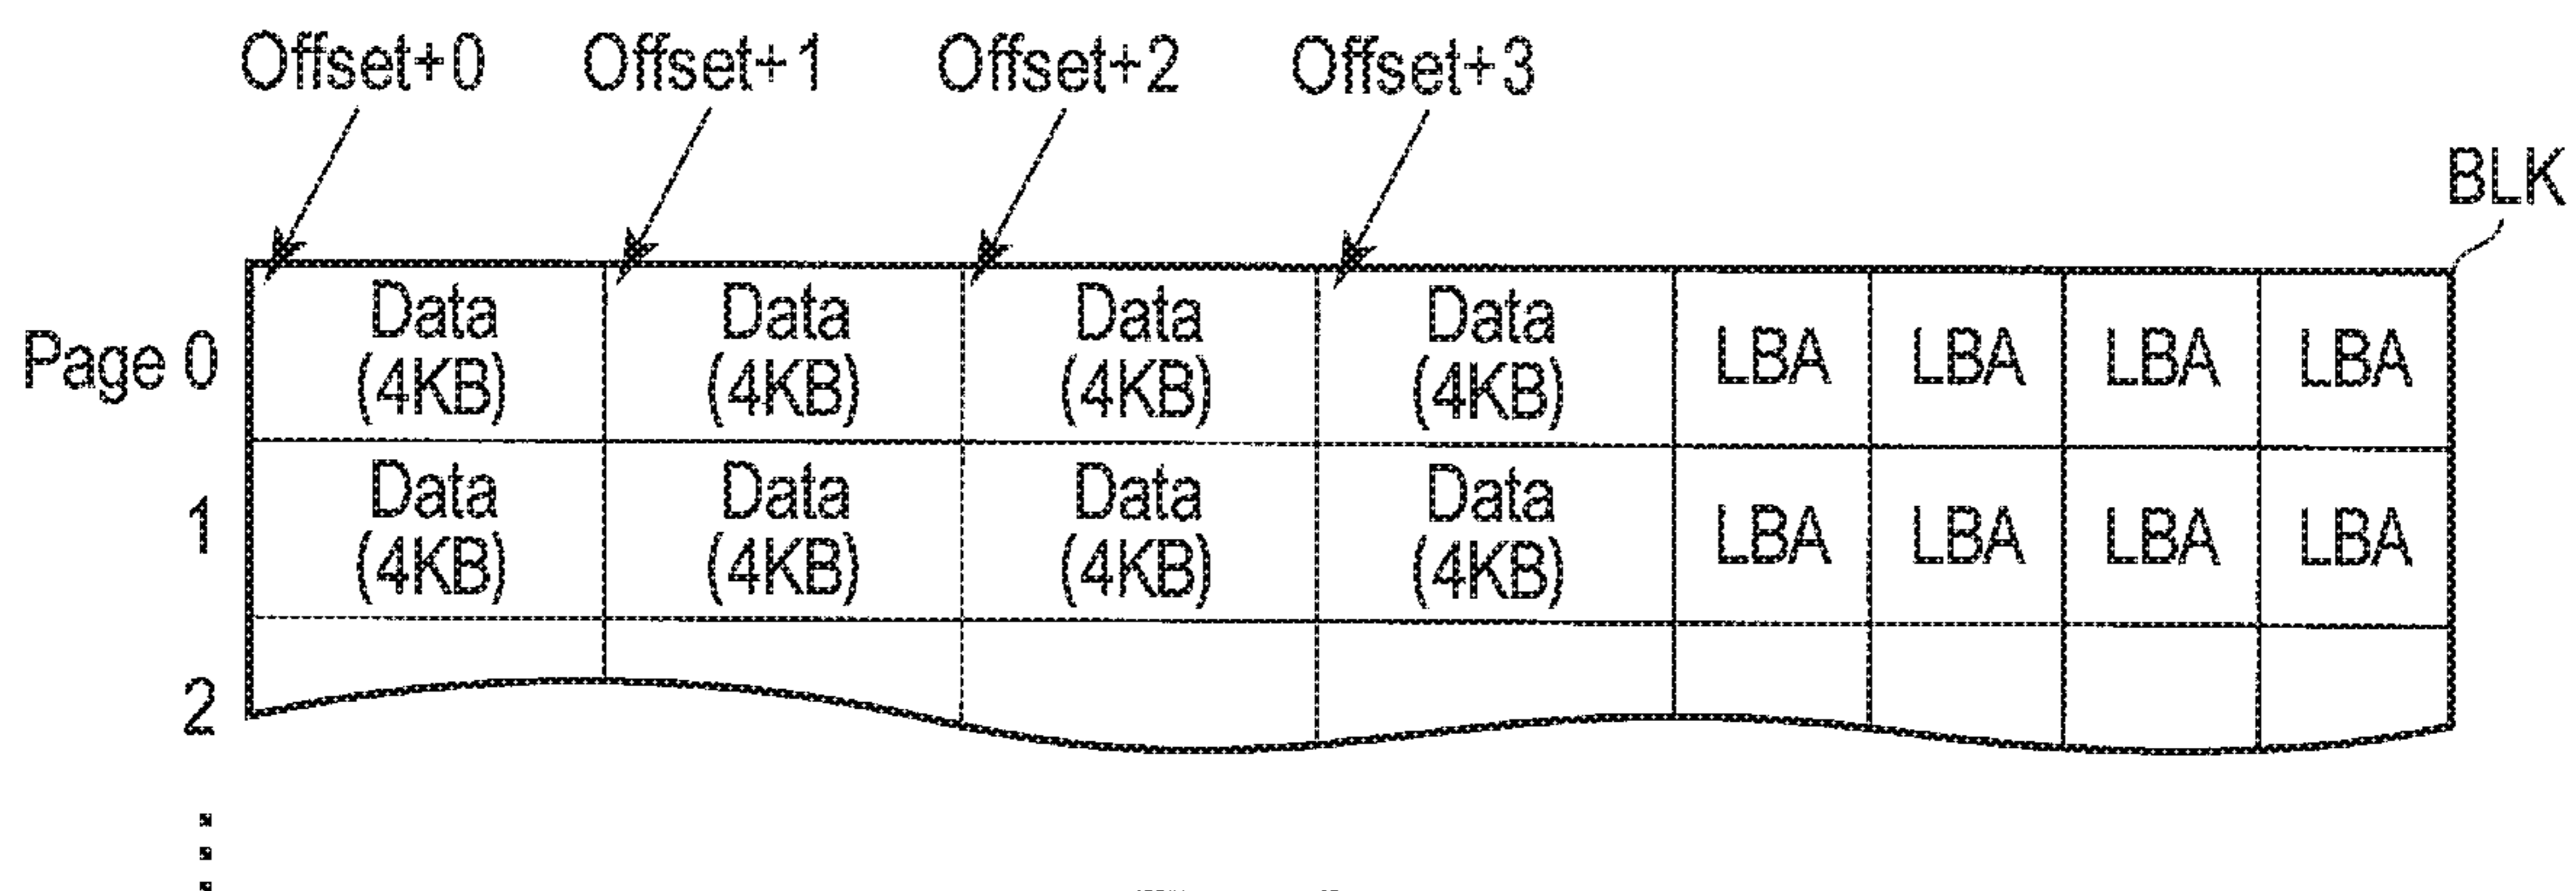 Offset+0 Offset+1 Offset+2 Offset+3
BLK
Page 0 Data (4KB) Data (4KB) Data (4KB) Data (4KB) LBA LBA LBA LBA
1 Data (4KB) Data (4KB) Data (4KB) Data (4KB) LBA LBA LBA LBA
2